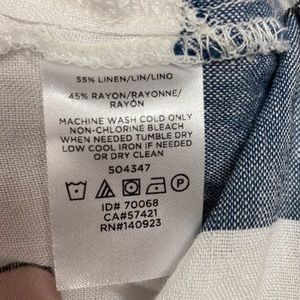 55% LINEN/LIN/LINO
45% RAYON/RAYONNE/
RAYÓN
MACHINE WASH COLD ONLY
NON-CHLORINE BLEACH
WHEN NEEDED TUMBLE DRY
LOW COOL IRON IF NEEDED
OR DRY CLEAN
504347
P
ID# 70068
CA#57421
RN#140923